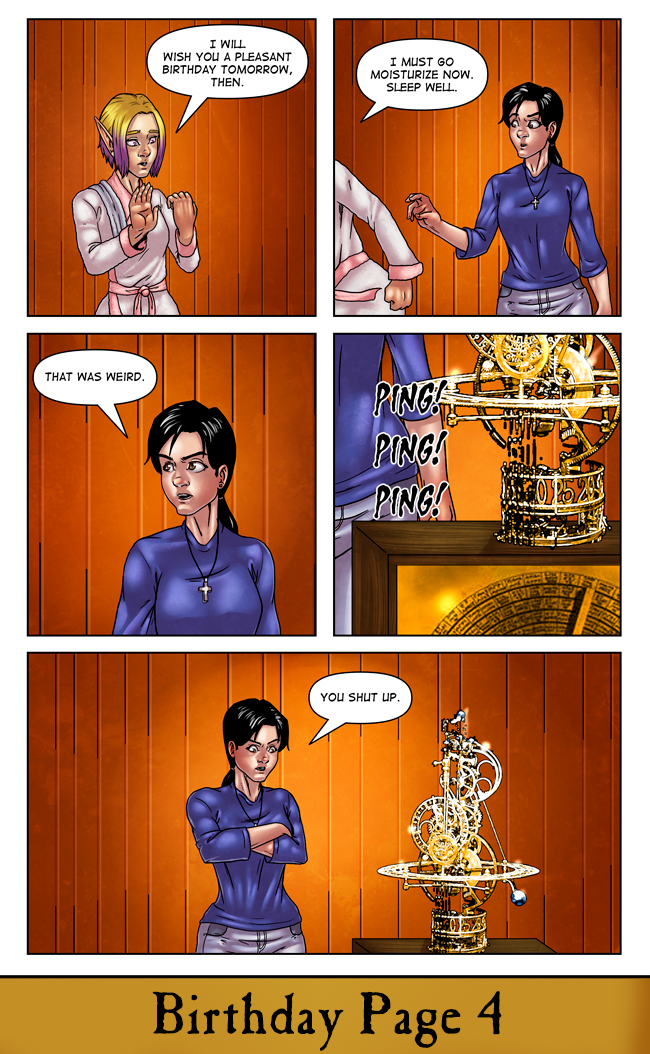 I WILL
WISH YOU A PLEASANT
BIRTHDAY TOMORROW,
THEN.
I MUST GO
MOISTURIZE NOW.
SLEEP WELL.
THAT WAS WEIRD.
PING!
PING!
PING!
YOU SHUT UP.
Birthday Page 4